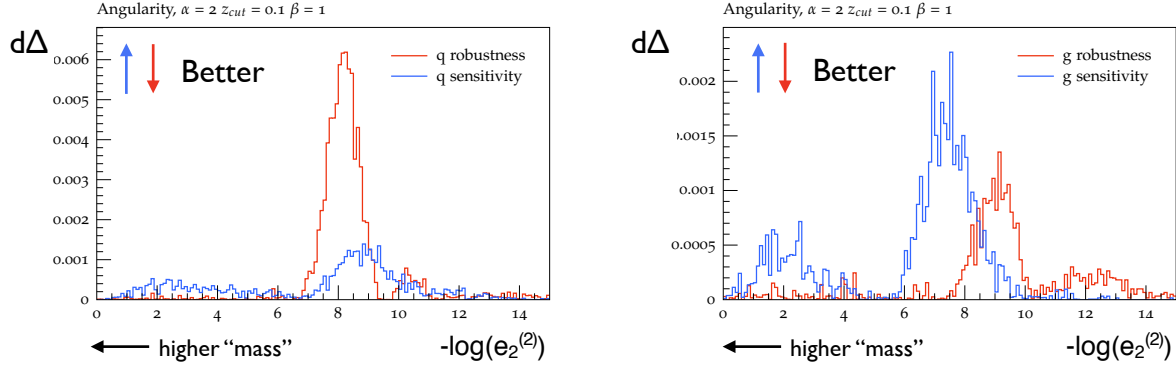 Angularity, α = 2 z_cut = 0.1 β = 1
dΔ
Better
q robustness
q sensitivity
0.006
0.005
0.004
0.003
0.002
0.001
0
0 2 4 6 8 10 12 14
higher “mass”
-log(e₂⁽²⁾)
Angularity, α = 2 z_cut = 0.1 β = 1
dΔ
Better
g robustness
g sensitivity
0.002
0.0015
0.001
0.0005
0
0 2 4 6 8 10 12 14
higher “mass”
-log(e₂⁽²⁾)